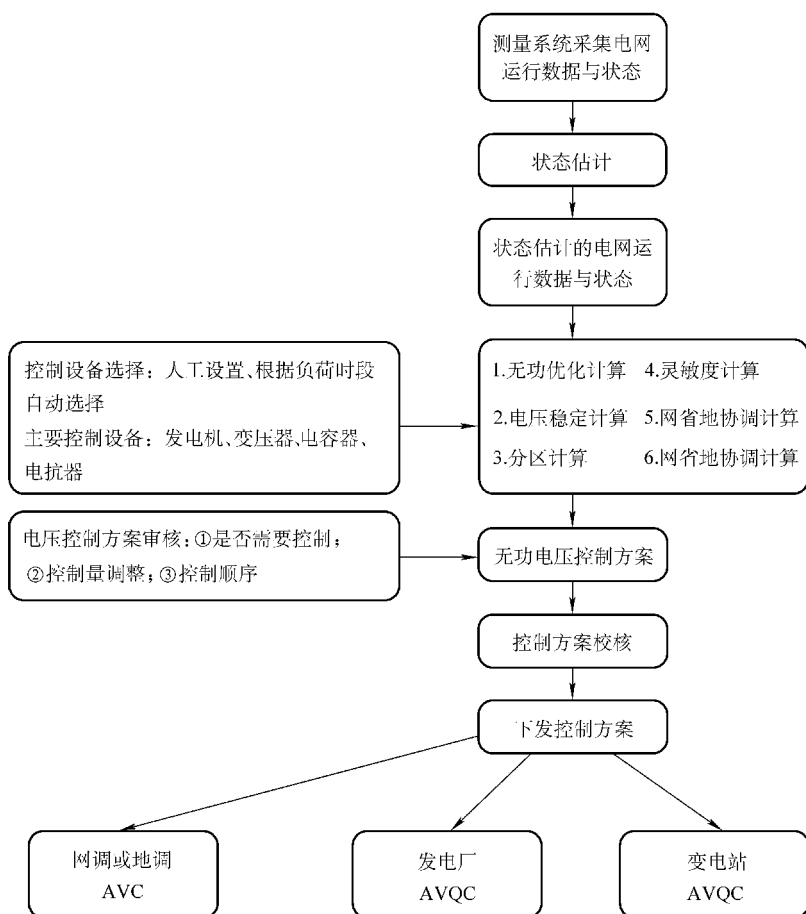 测量系统采集电网
运行数据与状态
状态估计
状态估计的电网运
行数据与状态
控制设备选择：人工设置、根据负荷时段
自动选择
主要控制设备：发电机、变压器、电容器、
电抗器
1.无功优化计算 4.灵敏度计算
2.电压稳定计算 5.网省地协调计算
3.分区计算 6.网省地协调计算
电压控制方案审核：①是否需要控制；
②控制量调整；③控制顺序
无功电压控制方案
控制方案校核
下发控制方案
网调或地调
AVC
发电厂
AVQC
变电站
AVQC